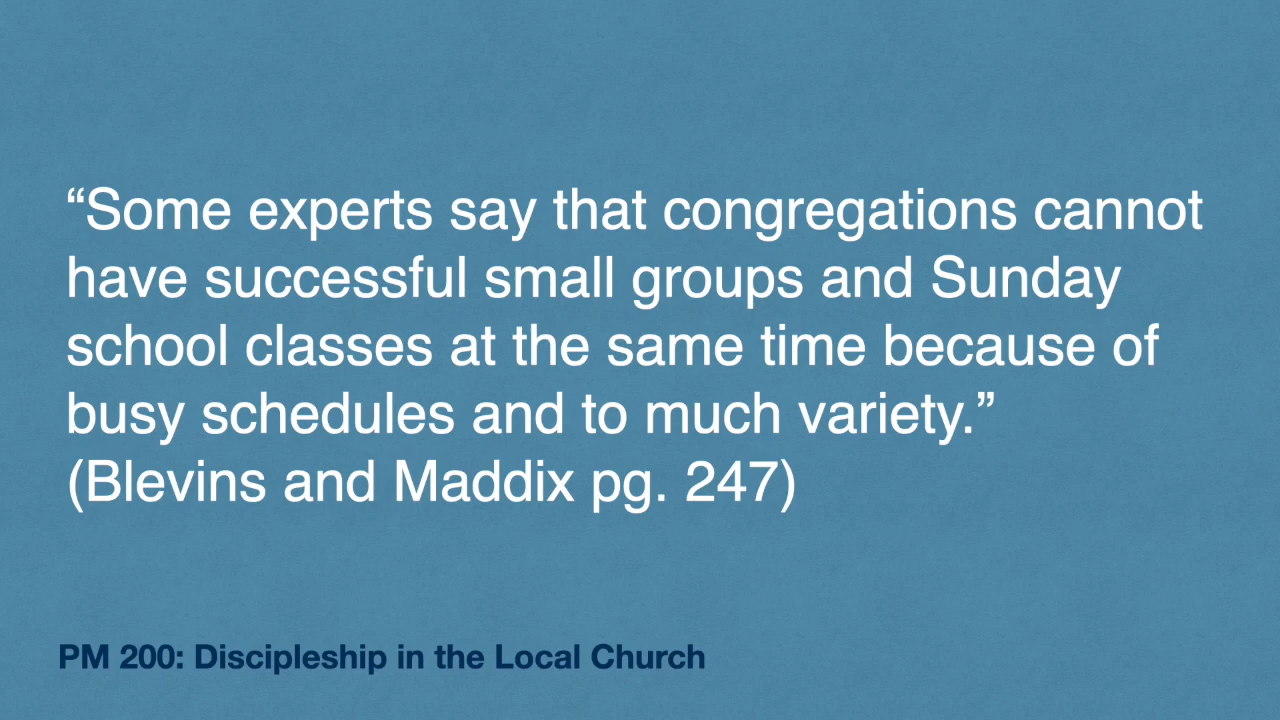 “Some experts say that congregations cannot
have successful small groups and Sunday
school classes at the same time because of
busy schedules and to much variety.”
(Blevins and Maddix pg. 247)
PM 200: Discipleship in the Local Church